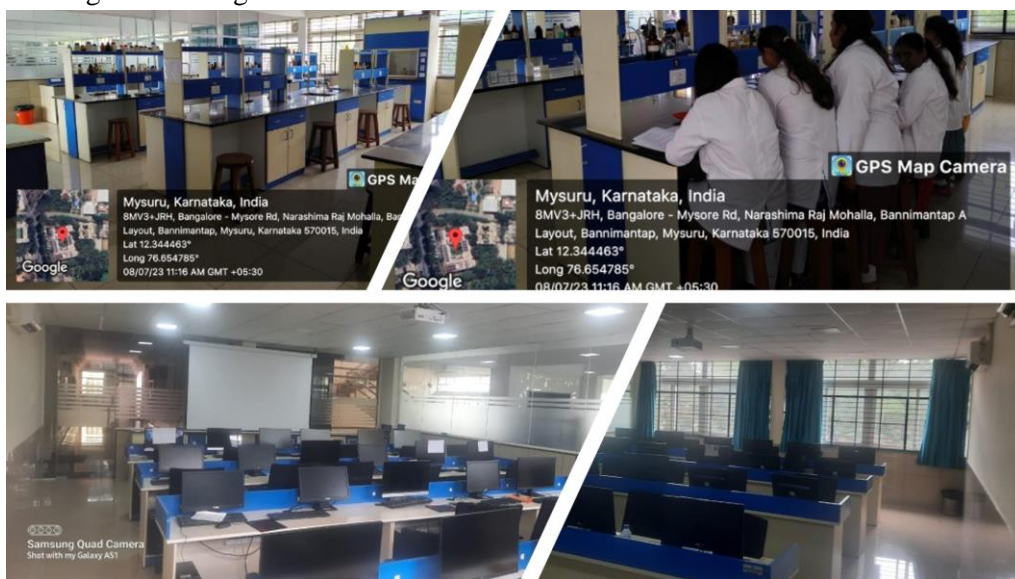 GPS Ma
Mysuru, Karnataka, India
8MV3+JRH, Bangalore - Mysore Rd, Narashima Raj Mohalla, Ban
Layout, Bannimantap, Mysuru, Karnataka 570015, India
Lat 12.344463°
Long 76.654785°
08/07/23 11:16 AM GMT +05:30
Google
GPS Map Camera
Mysuru, Karnataka, India
8MV3+JRH, Bangalore - Mysore Rd, Narashima Raj Mohalla, Bannimantap A
Layout, Bannimantap, Mysuru, Karnataka 570015, India
Lat 12.344463°
Long 76.654785°
08/07/23 11:16 AM GMT +05:30
Google
Samsung Quad Camera
Shot with my Galaxy A51